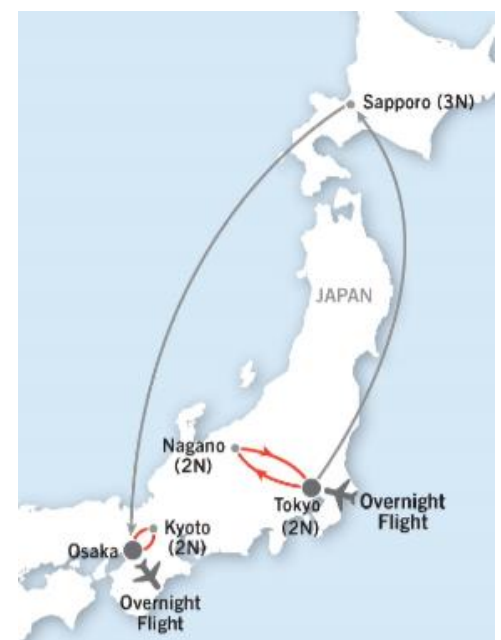 Sapporo (3N)
JAPAN
Nagano
(2N)
Tokyo
(2N)
Overnight
Flight
Kyoto
(2N)
Osaka
Overnight
Flight